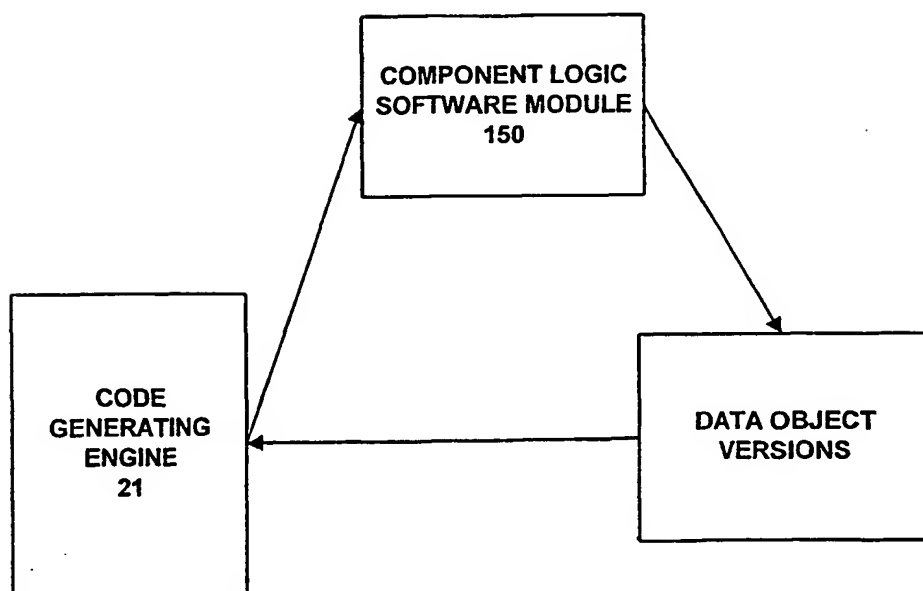 COMPONENT LOGIC
SOFTWARE MODULE
150
CODE
GENERATING
ENGINE
21
DATA OBJECT
VERSIONS